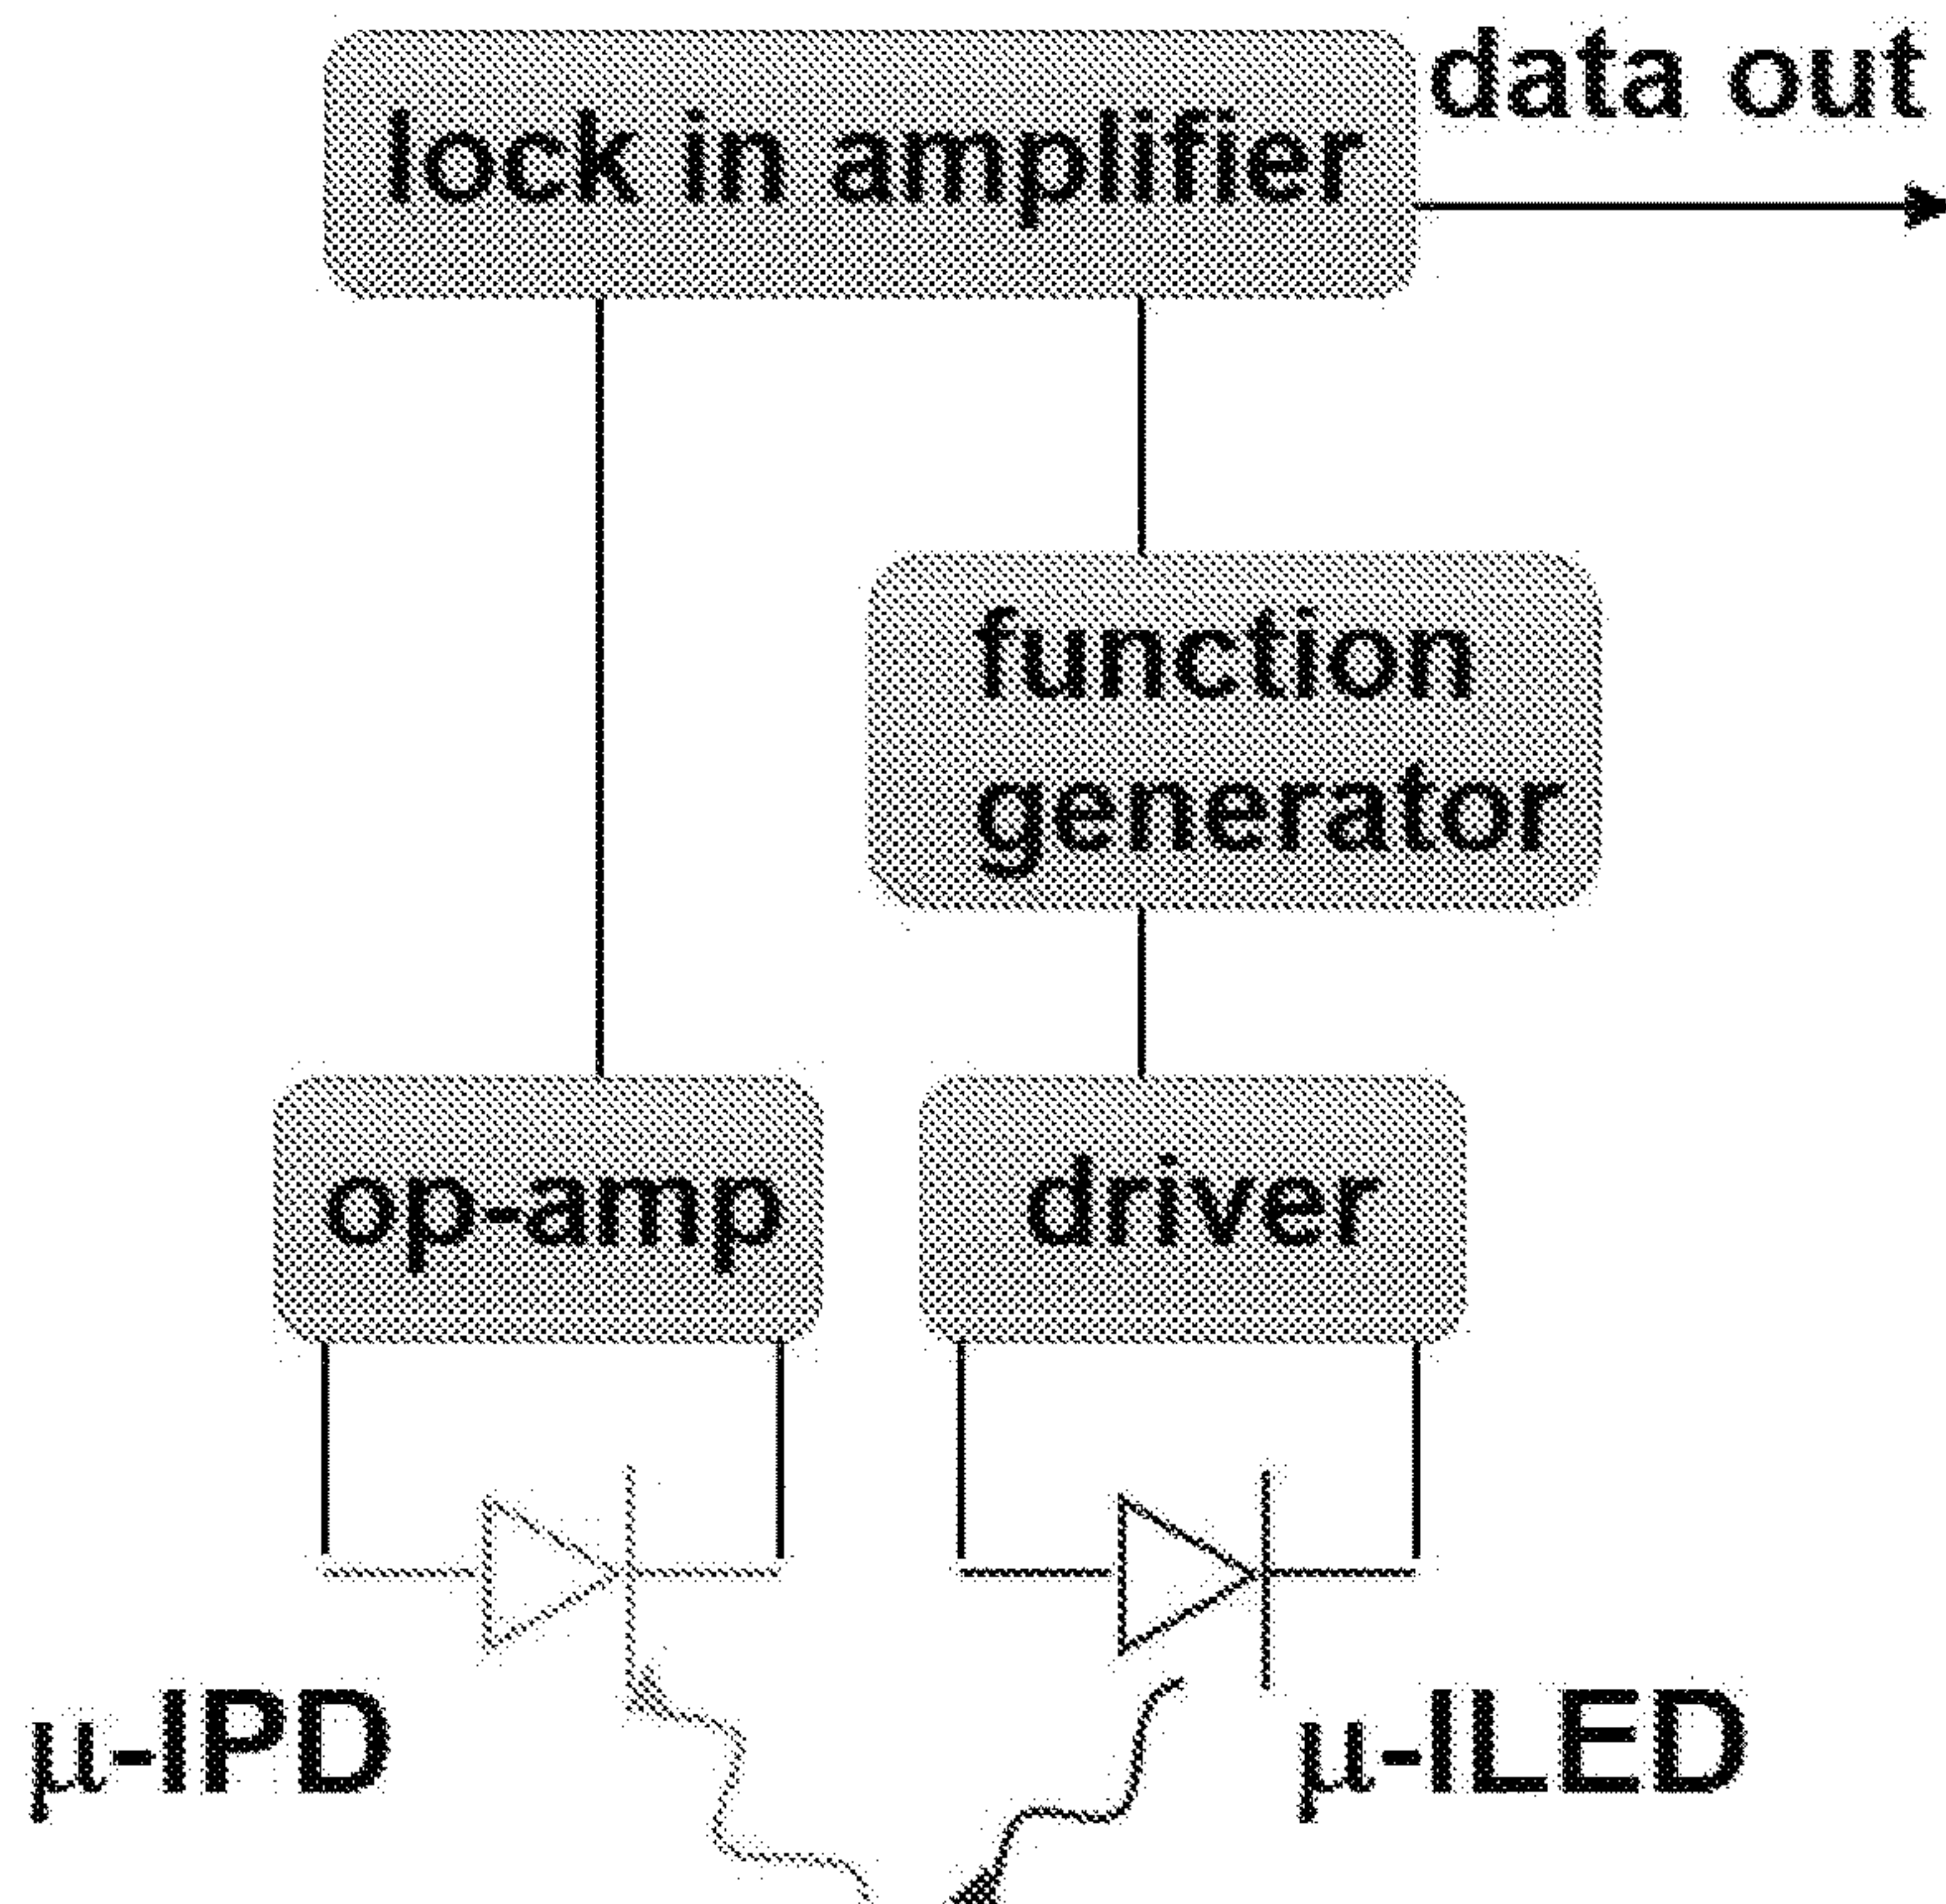 lock in amplifier
data out
function
generator
op-amp
driver
μ-IPD
μ-ILED